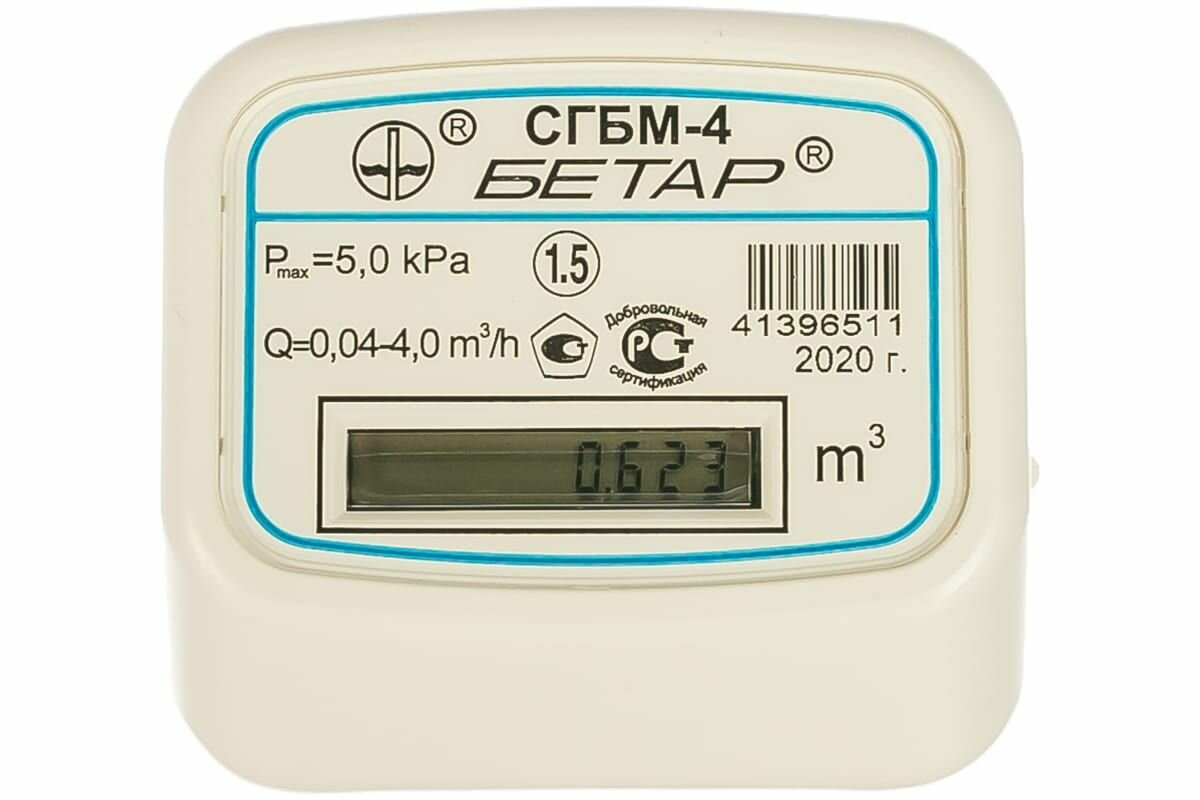 ® СГБМ-4
БЕТАР ®
Pmax=5,0 kPa
1.5
41396511
2020 г.
Q=0,04-4,0 m³/h
Добровольная
РСТ
сертификация
0.623
m³